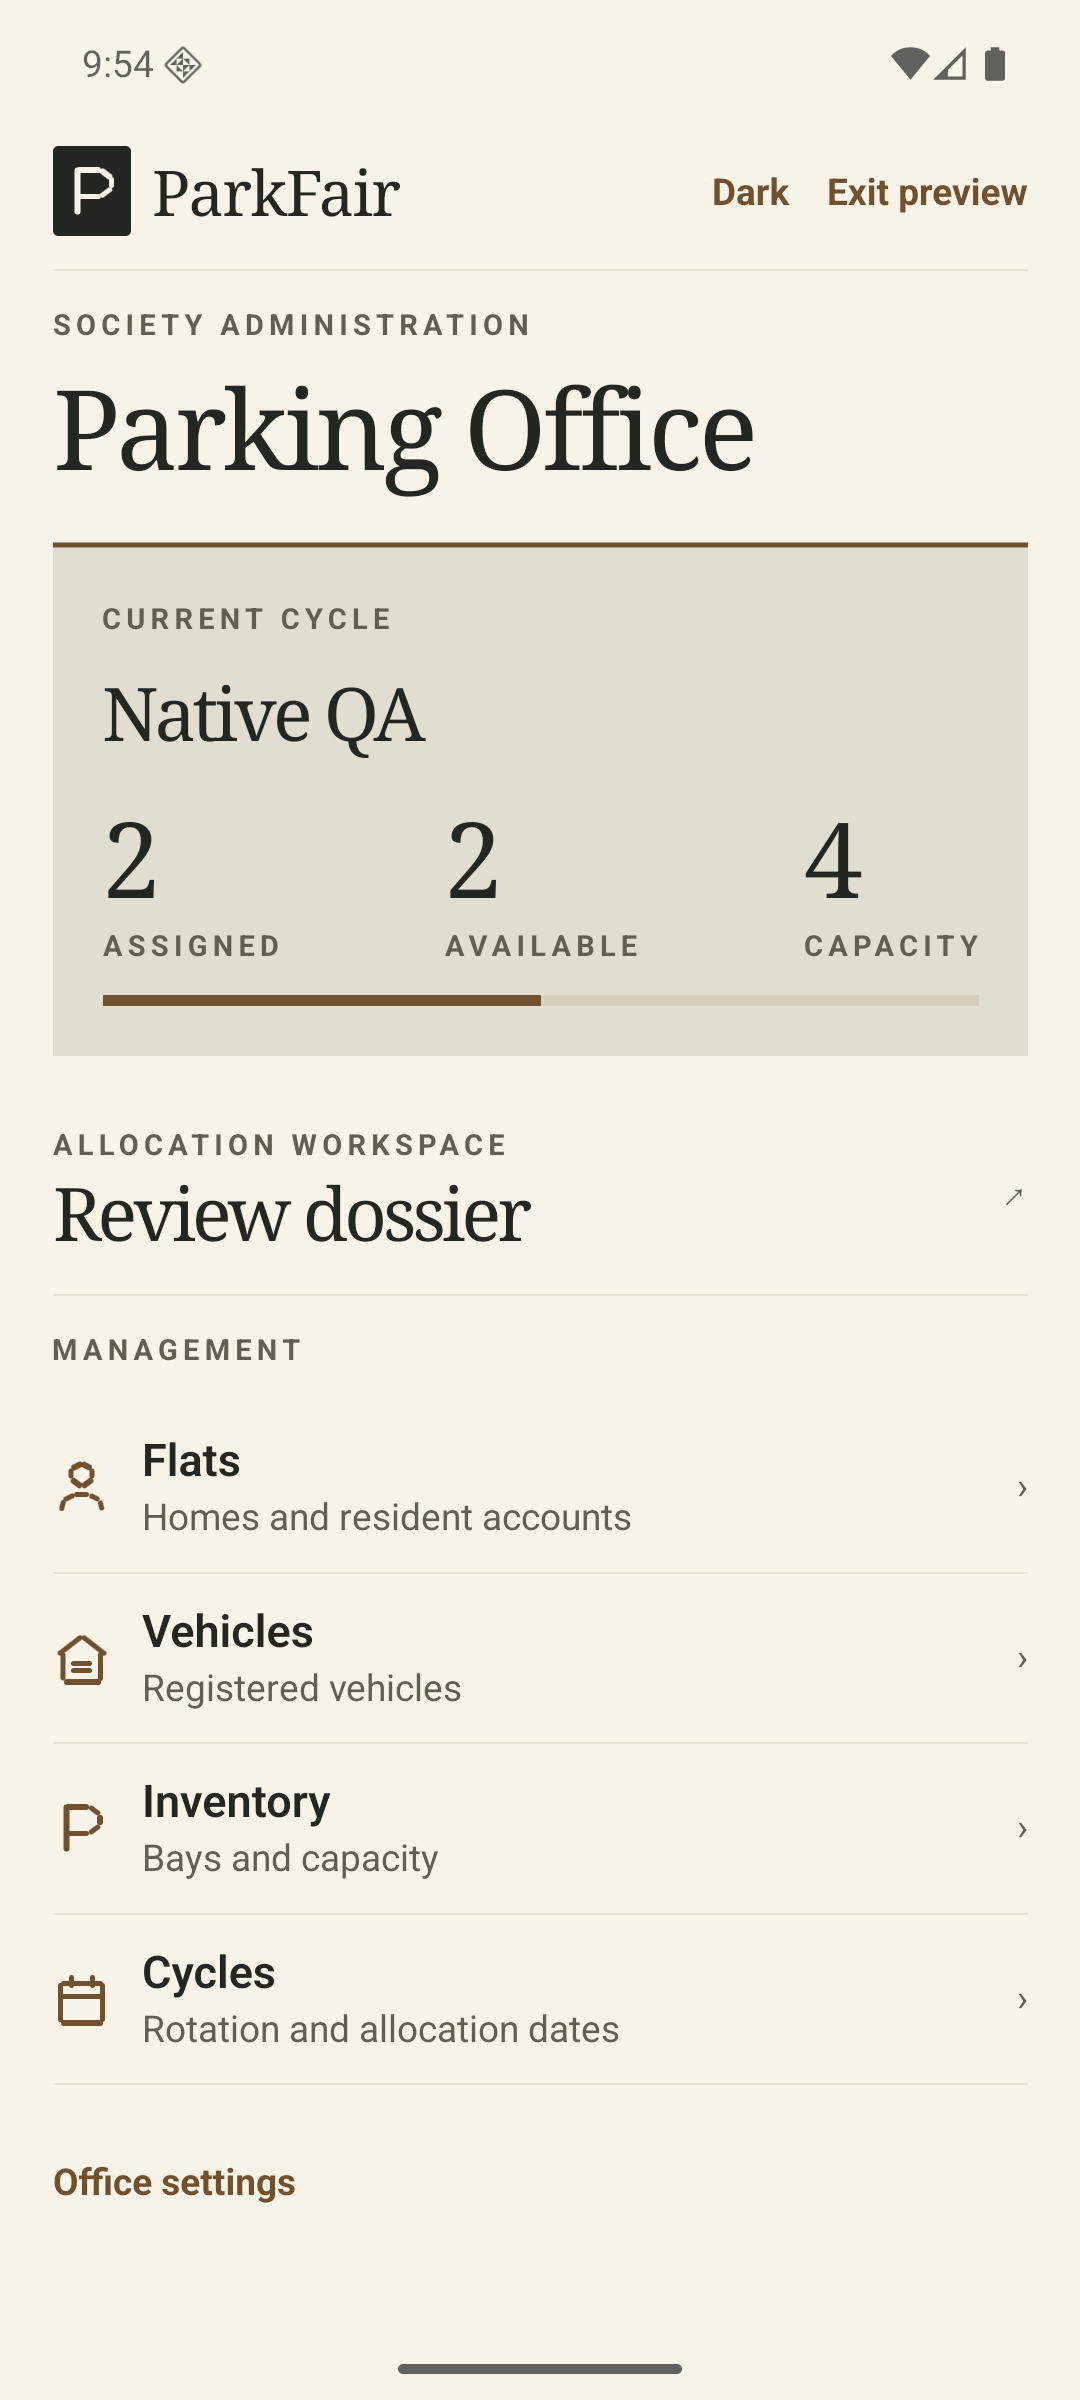 9:54
ParkFair
Dark Exit preview
SOCIETY ADMINISTRATION
Parking Office
CURRENT CYCLE
Native QA
2 2 4
ASSIGNED AVAILABLE CAPACITY
ALLOCATION WORKSPACE
Review dossier
MANAGEMENT
Flats
Homes and resident accounts
Vehicles
Registered vehicles
Inventory
Bays and capacity
Cycles
Rotation and allocation dates
Office settings